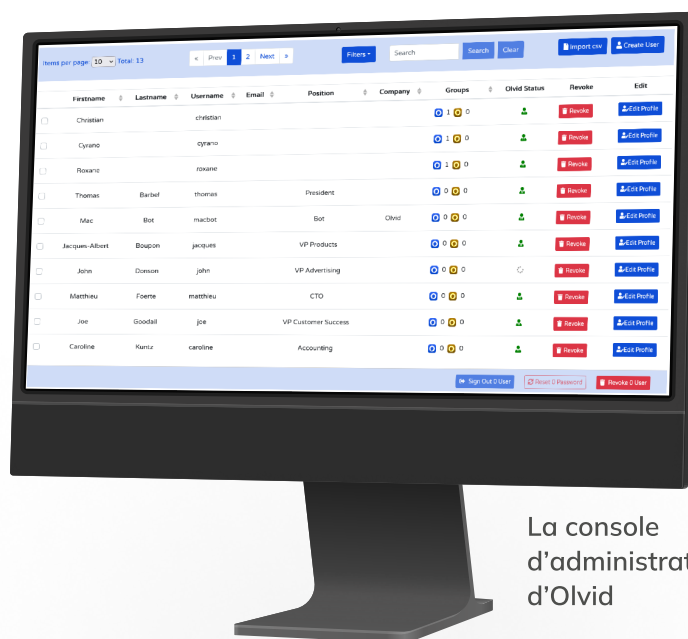 Items per page: 10 Total: 13 « Prev 1 2 Next » Filters Search Search Clear Import csv Create User
Firstname Lastname Username Email Position Company Groups Olvid Status Revoke Edit
Christian christian 1 0 Revoke Edit Profile
Cyrano cyrano 1 0 Revoke Edit Profile
Roxane roxane 1 0 Revoke Edit Profile
Thomas Barbet thomas President 0 0 Revoke Edit Profile
Mac Bot macbot Bot Olvid 0 0 Revoke Edit Profile
Jacques-Albert Boupon jacques VP Products 0 0 Revoke Edit Profile
John Donson john VP Advertising 0 0 Revoke Edit Profile
Matthieu Foerte matthieu CTO 0 0 Revoke Edit Profile
Joe Goodall joe VP Customer Success 0 0 Revoke Edit Profile
Caroline Kuntz caroline Accounting 0 0 Revoke Edit Profile
Sign Out 0 User Reset 0 Password Revoke 0 User
La console
d'administrat
d'Olvid